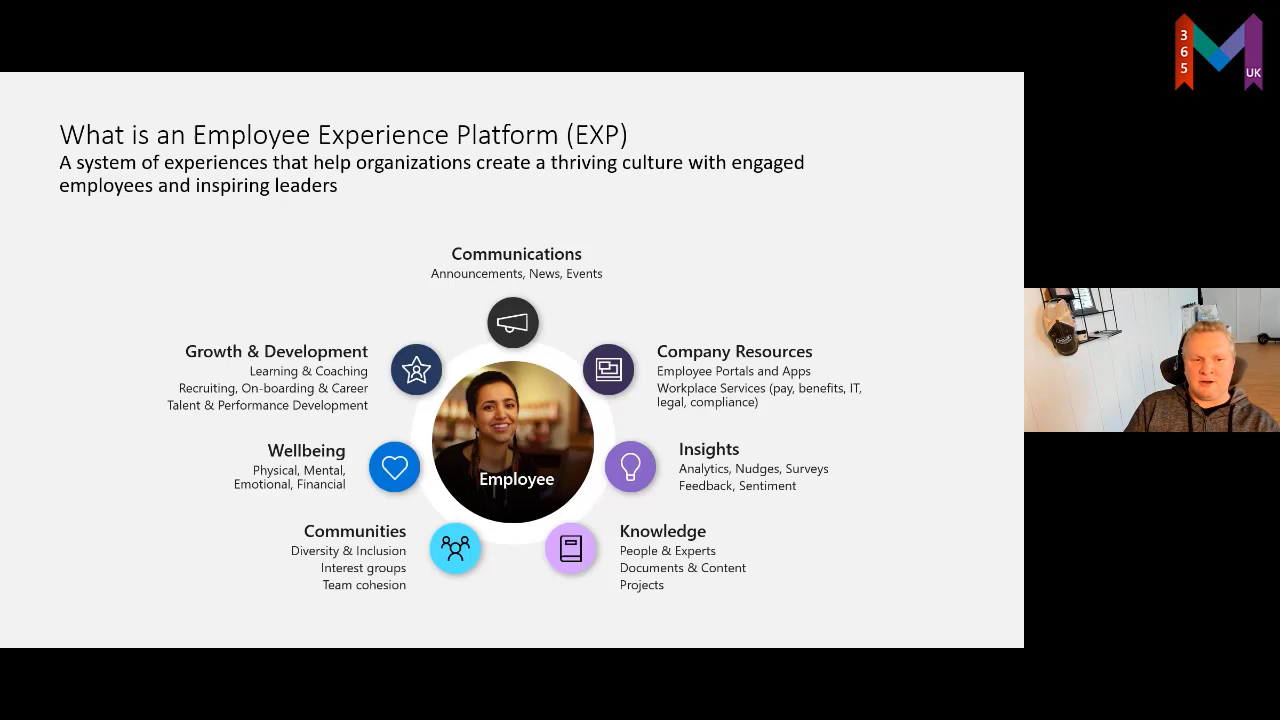 What is an Employee Experience Platform (EXP)
A system of experiences that help organizations create a thriving culture with engaged
employees and inspiring leaders
Communications
Announcements, News, Events
Growth & Development
Learning & Coaching
Recruiting, On-boarding & Career
Talent & Performance Development
Company Resources
Employee Portals and Apps
Workplace Services (pay, benefits, IT,
legal, compliance)
Wellbeing
Physical, Mental,
Emotional, Financial
Employee
Insights
Analytics, Nudges, Surveys
Feedback, Sentiment
Communities
Diversity & Inclusion
Interest groups
Team cohesion
Knowledge
People & Experts
Documents & Content
Projects
3
6
5
UK